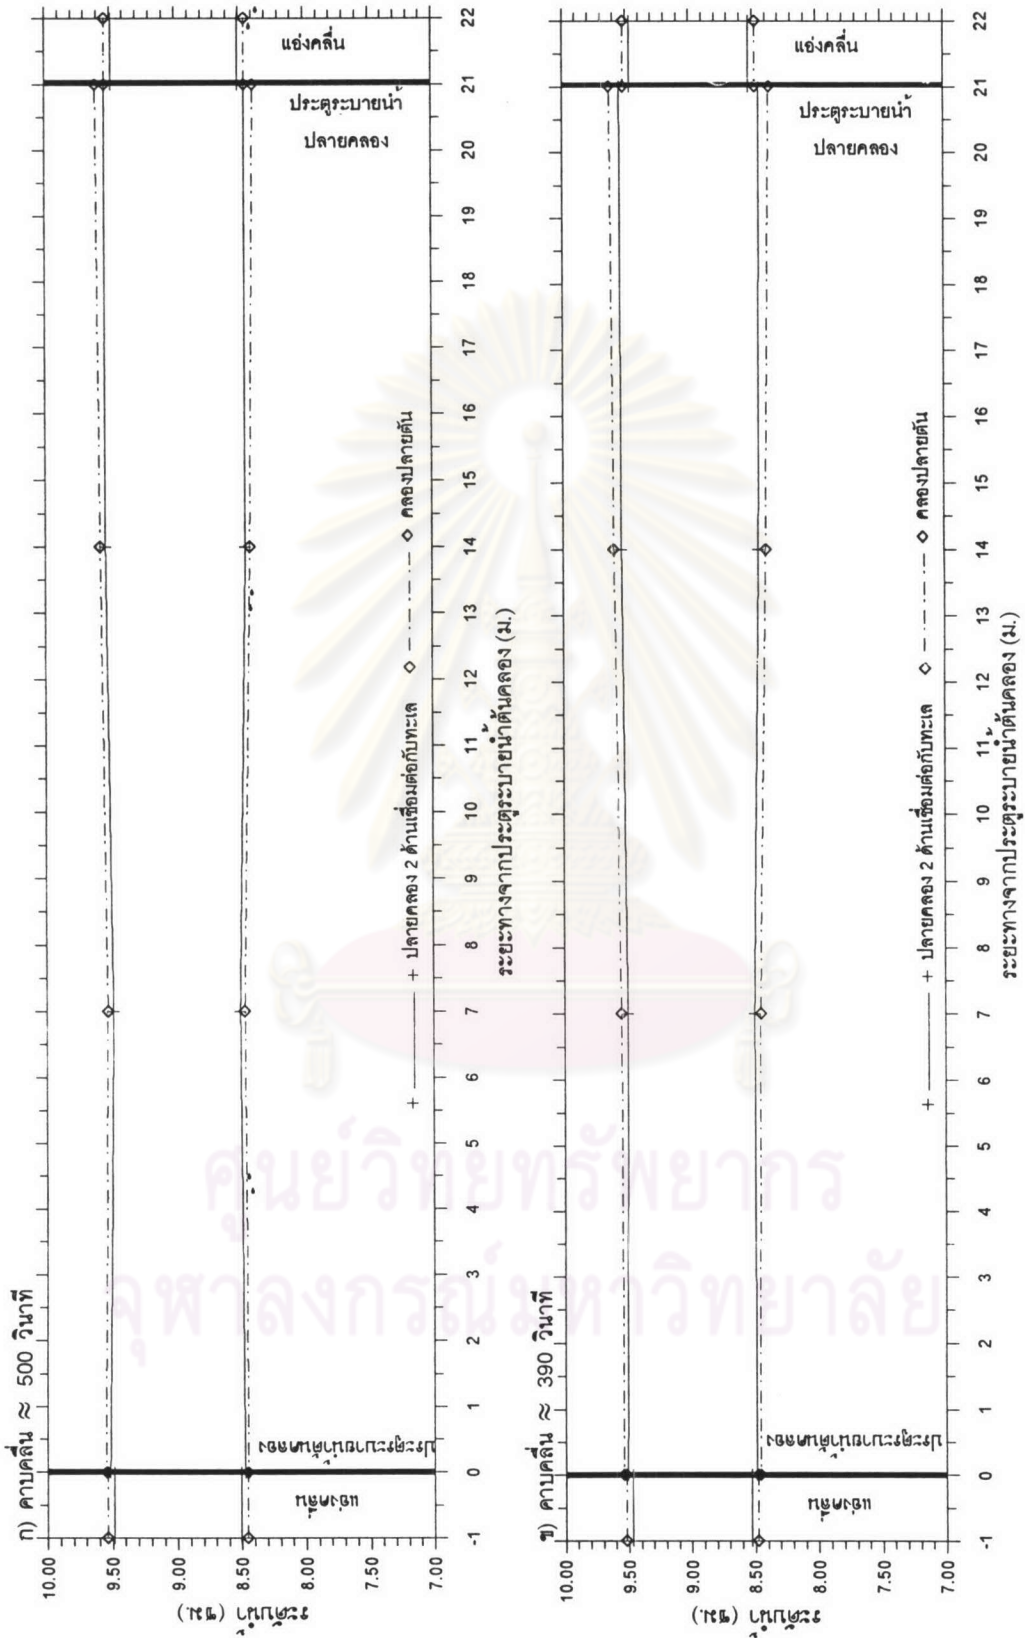 ก) คาบคลื่น ≈ 500 วินาที
ระดับน้ำ (ซม.)
10.00
9.50
9.00
8.50
8.00
7.50
7.00
แอ่งคลื่น
ประตูระบายน้ำต้นคลอง
ประตูระบายน้ำ
ปลายคลอง
แอ่งคลื่น
-1 0 1 2 3 4 5 6 7 8 9 10 11 12 13 14 15 16 17 18 19 20 21 22
ปลายคลอง 2 ด้านเชื่อมต่อกับทะเล
คลองปลายตัน
ระยะทางจากประตูระบายน้ำต้นคลอง (ม.)
ข) คาบคลื่น ≈ 390 วินาที
ระดับน้ำ (ซม.)
10.00
9.50
9.00
8.50
8.00
7.50
7.00
แอ่งคลื่น
ประตูระบายน้ำต้นคลอง
ประตูระบายน้ำ
ปลายคลอง
แอ่งคลื่น
-1 0 1 2 3 4 5 6 7 8 9 10 11 12 13 14 15 16 17 18 19 20 21 22
ปลายคลอง 2 ด้านเชื่อมต่อกับทะเล
คลองปลายตัน
ระยะทางจากประตูระบายน้ำต้นคลอง (ม.)
ศูนย์วิทยทรัพยากร
จุฬาลงกรณ์มหาวิทยาลัย